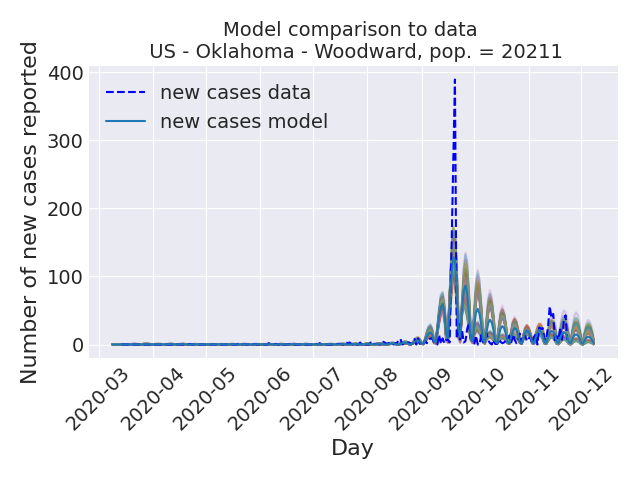 Model comparison to data
US - Oklahoma - Woodward, pop. = 20211
Number of new cases reported
400
300
200
100
0
new cases data
new cases model
2020-03
2020-04
2020-05
2020-06
2020-07
2020-08
2020-09
2020-10
2020-11
2020-12
Day